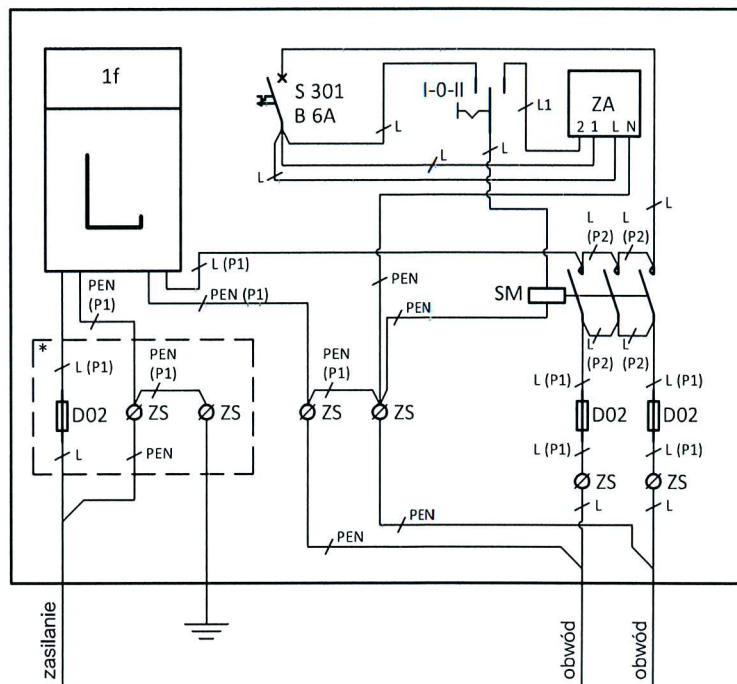 1f
S 301
B 6A
I-0-II
L1
ZA
2 1 L N
L
L
L
L
L
L (P1)
L
(P2)
L
(P2)
PEN
(P1)
PEN (P1)
PEN
SM
PEN
*
L (P1)
PEN
(P1)
PEN
(P1)
L
(P2)
L
(P2)
L (P1)
L (P1)
D02
ZS
ZS
ZS
ZS
D02
D02
L
PEN
L (P1)
L (P1)
ZS
ZS
L
L
PEN
PEN
PEN
zasilanie
obwód
obwód